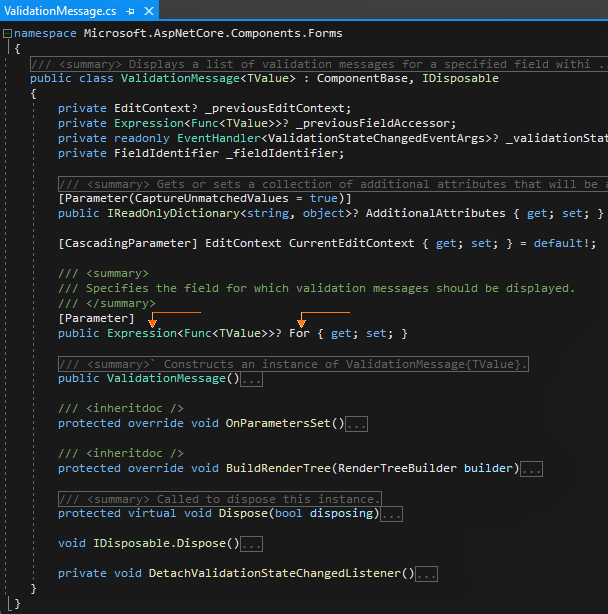 ValidationMessage.cs
namespace Microsoft.AspNetCore.Components.Forms
{
/// <summary> Displays a list of validation messages for a specified field withi ...
public class ValidationMessage<TValue> : ComponentBase, IDisposable
{
private EditContext? _previousEditContext;
private Expression<Func<TValue>>? _previousFieldAccessor;
private readonly EventHandler<ValidationStateChangedEventArgs>? _validationStat
private FieldIdentifier _fieldIdentifier;
/// <summary> Gets or sets a collection of additional attributes that will be a
[Parameter(CaptureUnmatchedValues = true)]
public IReadOnlyDictionary<string, object>? AdditionalAttributes { get; set; }
[CascadingParameter] EditContext CurrentEditContext { get; set; } = default!;
/// <summary>
/// Specifies the field for which validation messages should be displayed.
/// </summary>
[Parameter]
public Expression<Func<TValue>>? For { get; set; }
/// <summary>` Constructs an instance of ValidationMessage{TValue}.
public ValidationMessage()...
/// <inheritdoc />
protected override void OnParametersSet()...
/// <inheritdoc />
protected override void BuildRenderTree(RenderTreeBuilder builder)...
/// <summary> Called to dispose this instance.
protected virtual void Dispose(bool disposing)...
void IDisposable.Dispose()...
private void DetachValidationStateChangedListener()...
}
}